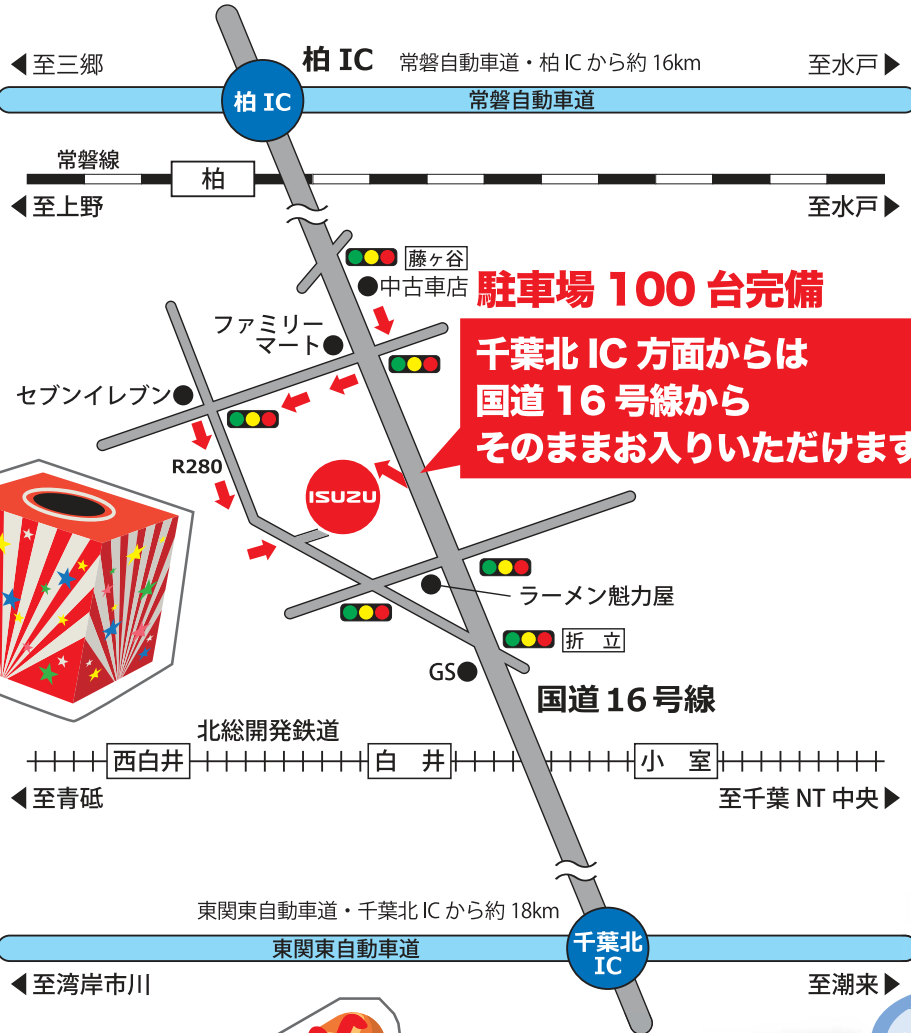 ◀至三郷
柏 IC
常磐自動車道・柏 IC から約 16km
至水戸▶
柏 IC
常磐自動車道
常磐線
柏
◀至上野
至水戸▶
藤ヶ谷
中古車店
駐車場 100 台完備
ファミリー
マート
千葉北 IC 方面からは
国道 16 号線から
そのままお入りいただけます
セブンイレブン
R280
ISUZU
ラーメン魁力屋
折 立
GS
国道 16 号線
北総開発鉄道
西白井
白 井
小 室
◀至青砥
至千葉 NT 中央▶
東関東自動車道・千葉北 IC から約 18km
千葉北
IC
東関東自動車道
◀至湾岸市川
至潮来▶